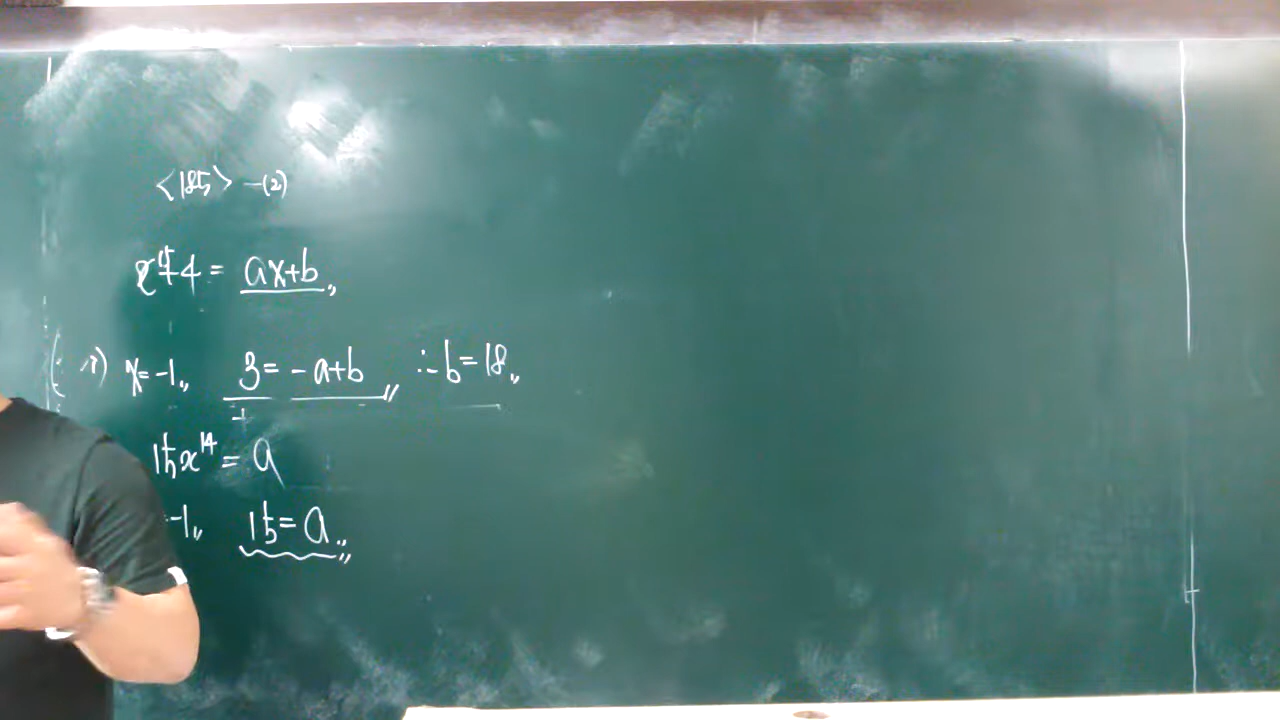 <185> -(2)
x¹⁵+4 = ax+b〃
x=-1〃 3=-a+b〃 ∴b=18〃
15x¹⁴ = a
-1〃 15=a〃